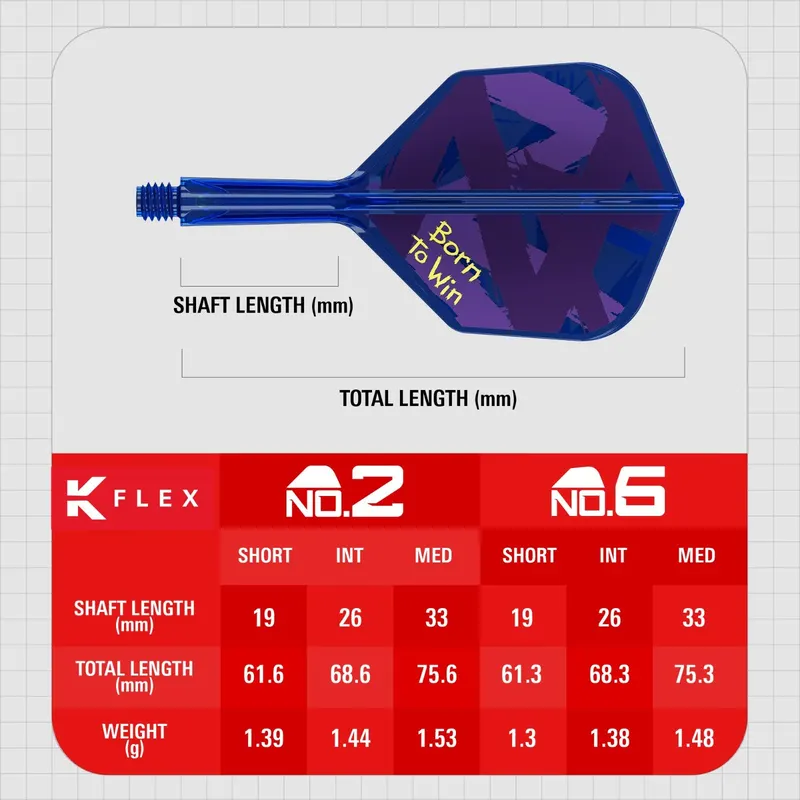 Born
To Win
SHAFT LENGTH (mm)
TOTAL LENGTH (mm)
K FLEX NO.2 NO.6
SHORT INT MED SHORT INT MED
SHAFT LENGTH
(mm)
19 26 33 19 26 33
TOTAL LENGTH
(mm)
61.6 68.6 75.6 61.3 68.3 75.3
WEIGHT
(g)
1.39 1.44 1.53 1.3 1.38 1.48